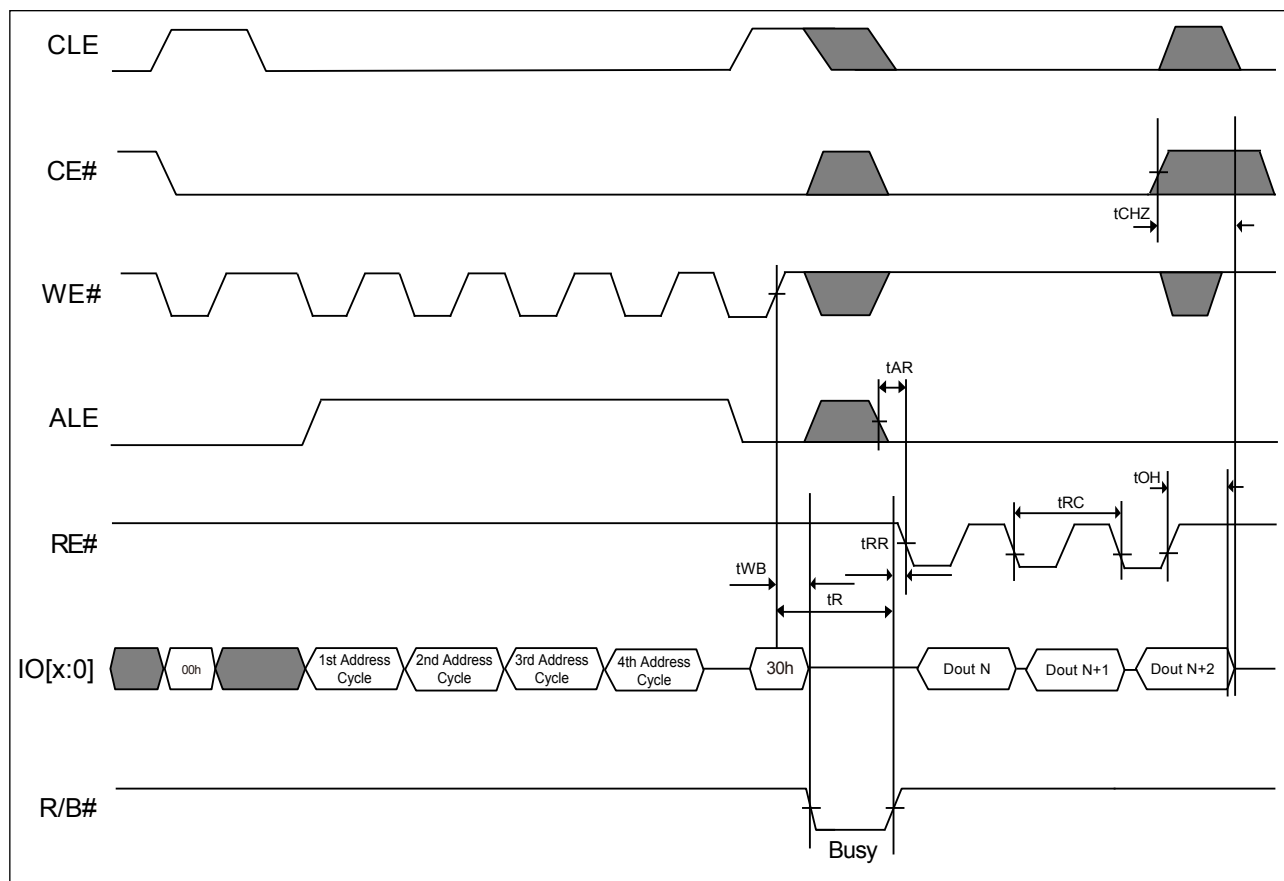 CLE
CE#
tCHZ
WE#
tAR
ALE
tOH
tRC
RE#
tRR
tWB
tR
IO[x:0]
00h
1st Address
Cycle
2nd Address
Cycle
3rd Address
Cycle
4th Address
Cycle
30h
Dout N
Dout N+1
Dout N+2
R/B#
Busy